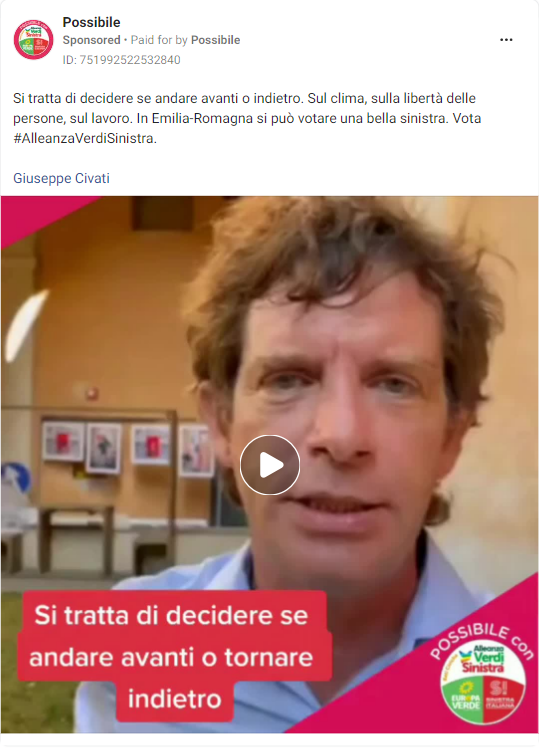 Possibile
Sponsored • Paid for by Possibile
ID: 751992522532840
Si tratta di decidere se andare avanti o indietro. Sul clima, sulla libertà delle
persone, sul lavoro. In Emilia-Romagna si può votare una bella sinistra. Vota
#AlleanzaVerdiSinistra.
Giuseppe Civati
Si tratta di decidere se
andare avanti o tornare
indietro
POSSIBILE con
Alleanza
Verdi
Sinistra
EUROPA
VERDE
SI
SINISTRA
ITALIANA